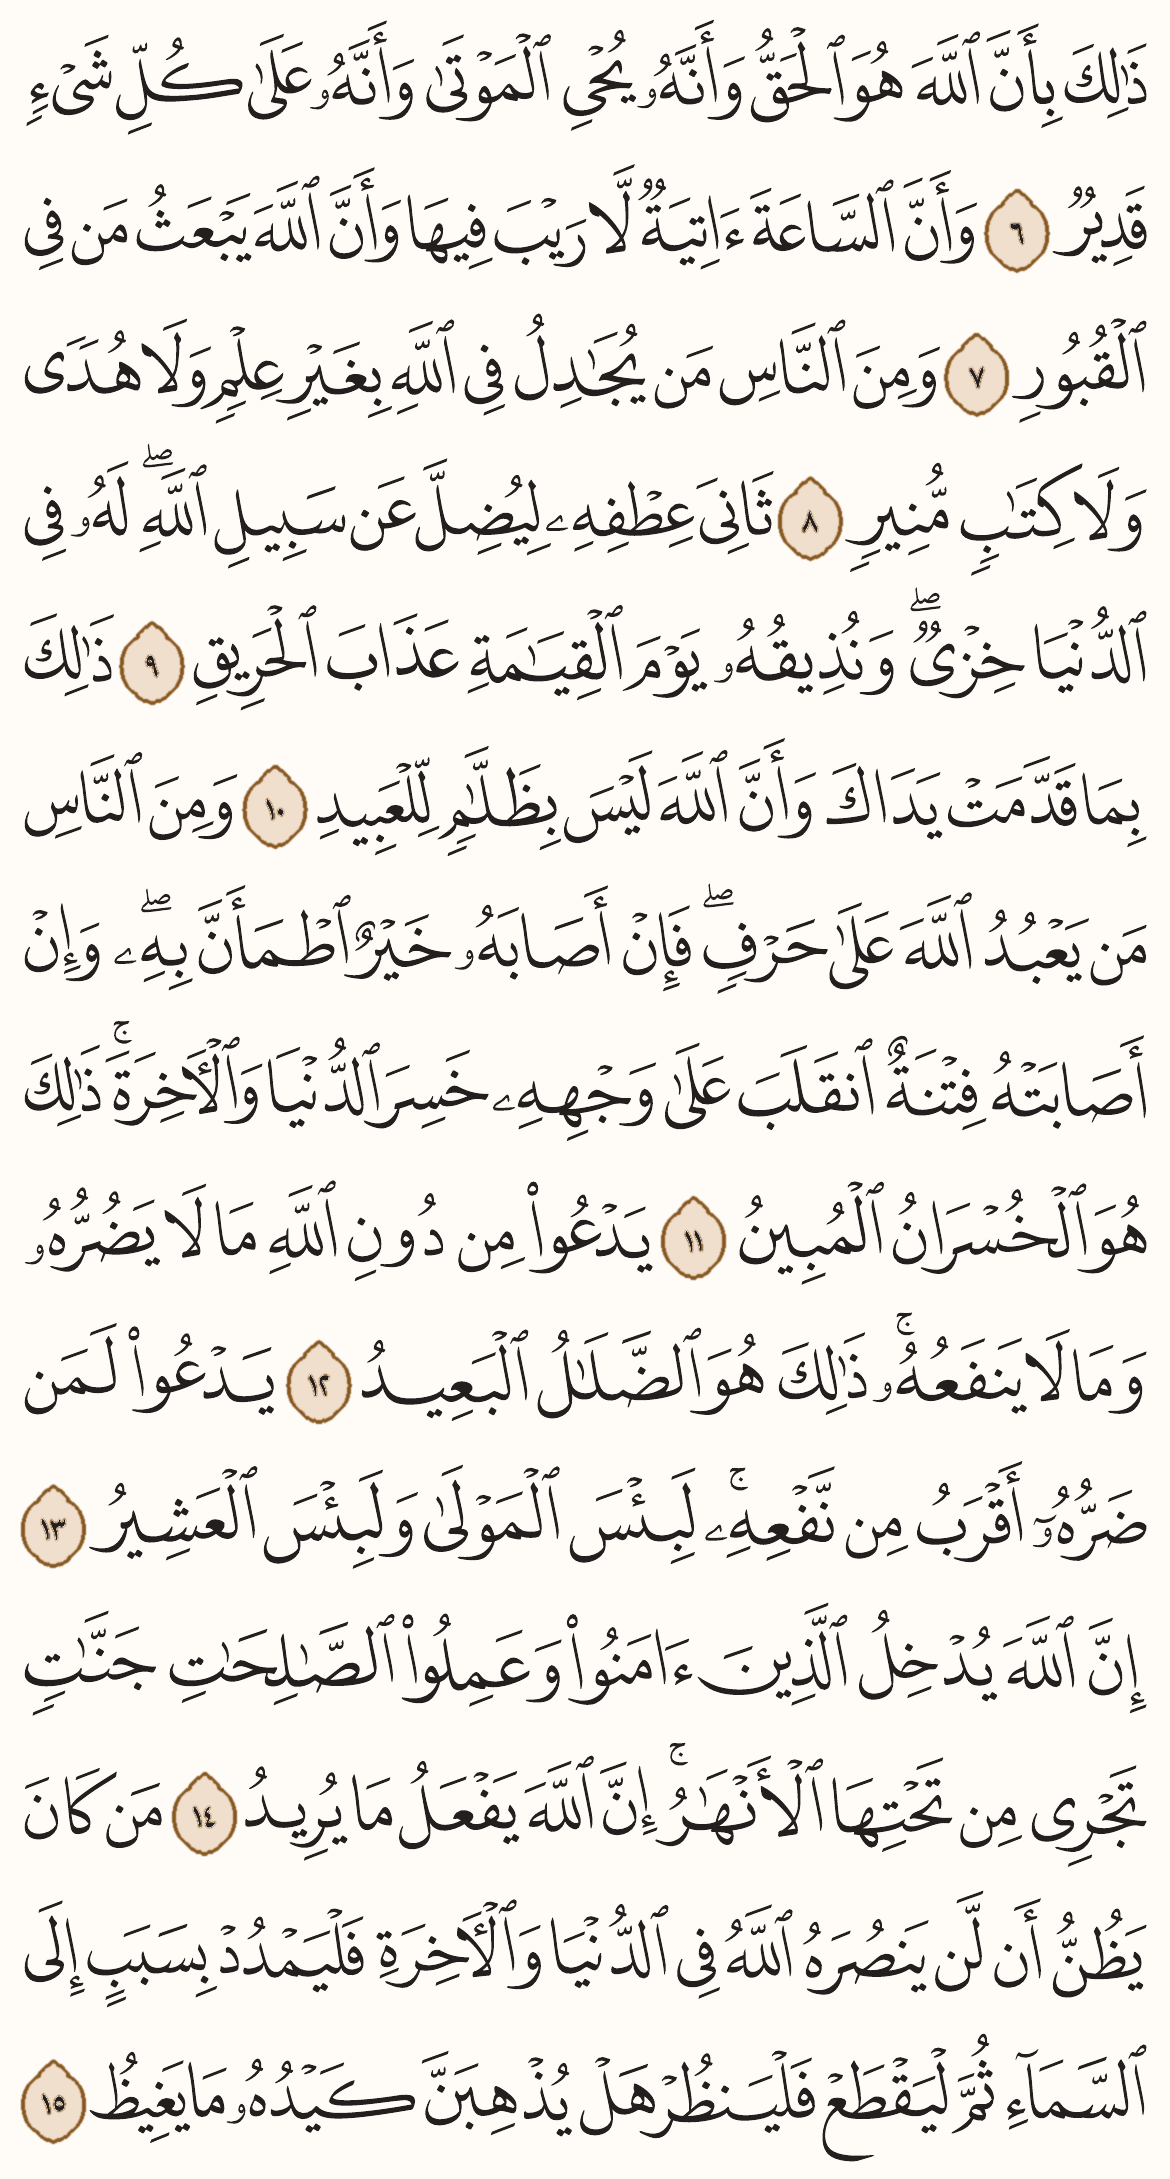 ذَٰلِكَ بِأَنَّ ٱللَّهَ هُوَ ٱلْحَقُّ وَأَنَّهُۥ يُحْىِ ٱلْمَوْتَىٰ وَأَنَّهُۥ عَلَىٰ كُلِّ شَىْءٍ
قَدِيرٌ ٦ وَأَنَّ ٱلسَّاعَةَ ءَاتِيَةٌ لَّا رَيْبَ فِيهَا وَأَنَّ ٱللَّهَ يَبْعَثُ مَن فِى
ٱلْقُبُورِ ٧ وَمِنَ ٱلنَّاسِ مَن يُجَٰدِلُ فِى ٱللَّهِ بِغَيْرِ عِلْمٍ وَلَا هُدًى
وَلَا كِتَٰبٍ مُّنِيرٍ ٨ ثَانِىَ عِطْفِهِۦ لِيُضِلَّ عَن سَبِيلِ ٱللَّهِ ۖ لَهُۥ فِى
ٱلدُّنْيَا خِزْىٌ ۖ وَنُذِيقُهُۥ يَوْمَ ٱلْقِيَٰمَةِ عَذَابَ ٱلْحَرِيقِ ٩ ذَٰلِكَ
بِمَا قَدَّمَتْ يَدَاكَ وَأَنَّ ٱللَّهَ لَيْسَ بِظَلَّٰمٍ لِّلْعَبِيدِ ١٠ وَمِنَ ٱلنَّاسِ
مَن يَعْبُدُ ٱللَّهَ عَلَىٰ حَرْفٍ ۖ فَإِنْ أَصَابَهُۥ خَيْرٌ ٱطْمَأَنَّ بِهِۦ ۖ وَإِنْ
أَصَابَتْهُ فِتْنَةٌ ٱنقَلَبَ عَلَىٰ وَجْهِهِۦ خَسِرَ ٱلدُّنْيَا وَٱلْءَاخِرَةَ ۚ ذَٰلِكَ
هُوَ ٱلْخُسْرَانُ ٱلْمُبِينُ ١١ يَدْعُوا۟ مِن دُونِ ٱللَّهِ مَا لَا يَضُرُّهُۥ
وَمَا لَا يَنفَعُهُۥ ۚ ذَٰلِكَ هُوَ ٱلضَّلَٰلُ ٱلْبَعِيدُ ١٢ يَدْعُوا۟ لَمَن
ضَرُّهُۥٓ أَقْرَبُ مِن نَّفْعِهِۦ ۚ لَبِئْسَ ٱلْمَوْلَىٰ وَلَبِئْسَ ٱلْعَشِيرُ ١٣
إِنَّ ٱللَّهَ يُدْخِلُ ٱلَّذِينَ ءَامَنُوا۟ وَعَمِلُوا۟ ٱلصَّٰلِحَٰتِ جَنَّٰتٍ
تَجْرِى مِن تَحْتِهَا ٱلْأَنْهَٰرُ ۚ إِنَّ ٱللَّهَ يَفْعَلُ مَا يُرِيدُ ١٤ مَن كَانَ
يَظُنُّ أَن لَّن يَنصُرَهُ ٱللَّهُ فِى ٱلدُّنْيَا وَٱلْءَاخِرَةِ فَلْيَمْدُدْ بِسَبَبٍ إِلَى
ٱلسَّمَآءِ ثُمَّ لْيَقْطَعْ فَلْيَنظُرْ هَلْ يُذْهِبَنَّ كَيْدُهُۥ مَا يَغِيظُ ١٥